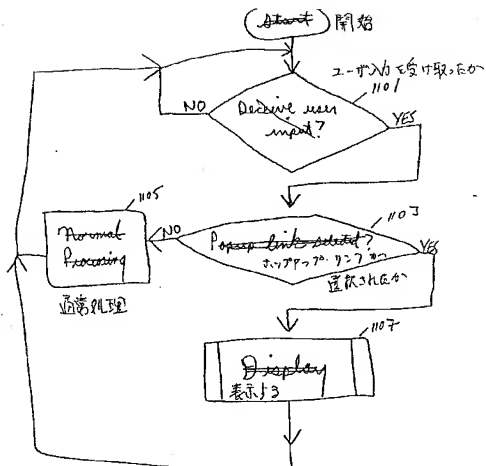 Start 開始
ユーザ入力を受け取ったか
1101
NO
Receive user
input?
YES
1105
1103
Normal
Processing
NO
Popup link selected?
YES
ポップアップ・リンクが
選択されたか
通常処理
1107
Display
表示する